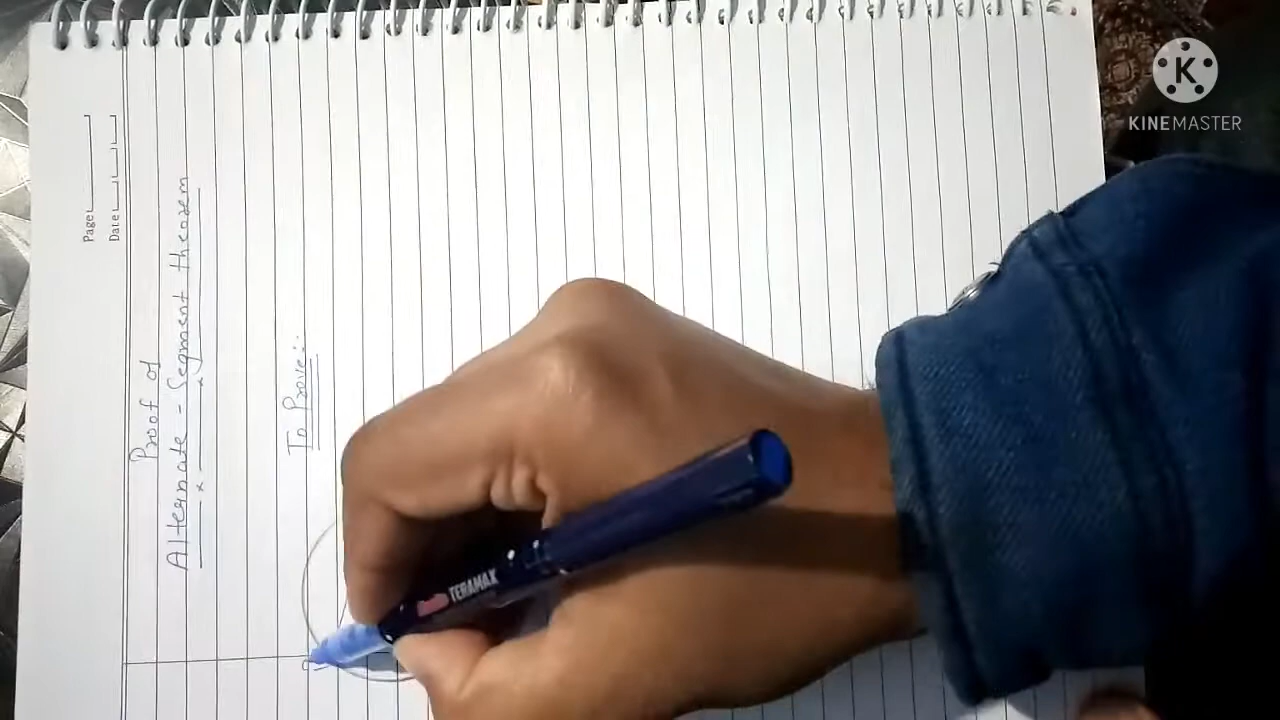 Page
Date
Proof of
Alternate - Segment theorem
To Prove :-
TERAMAX
K
KINEMASTER